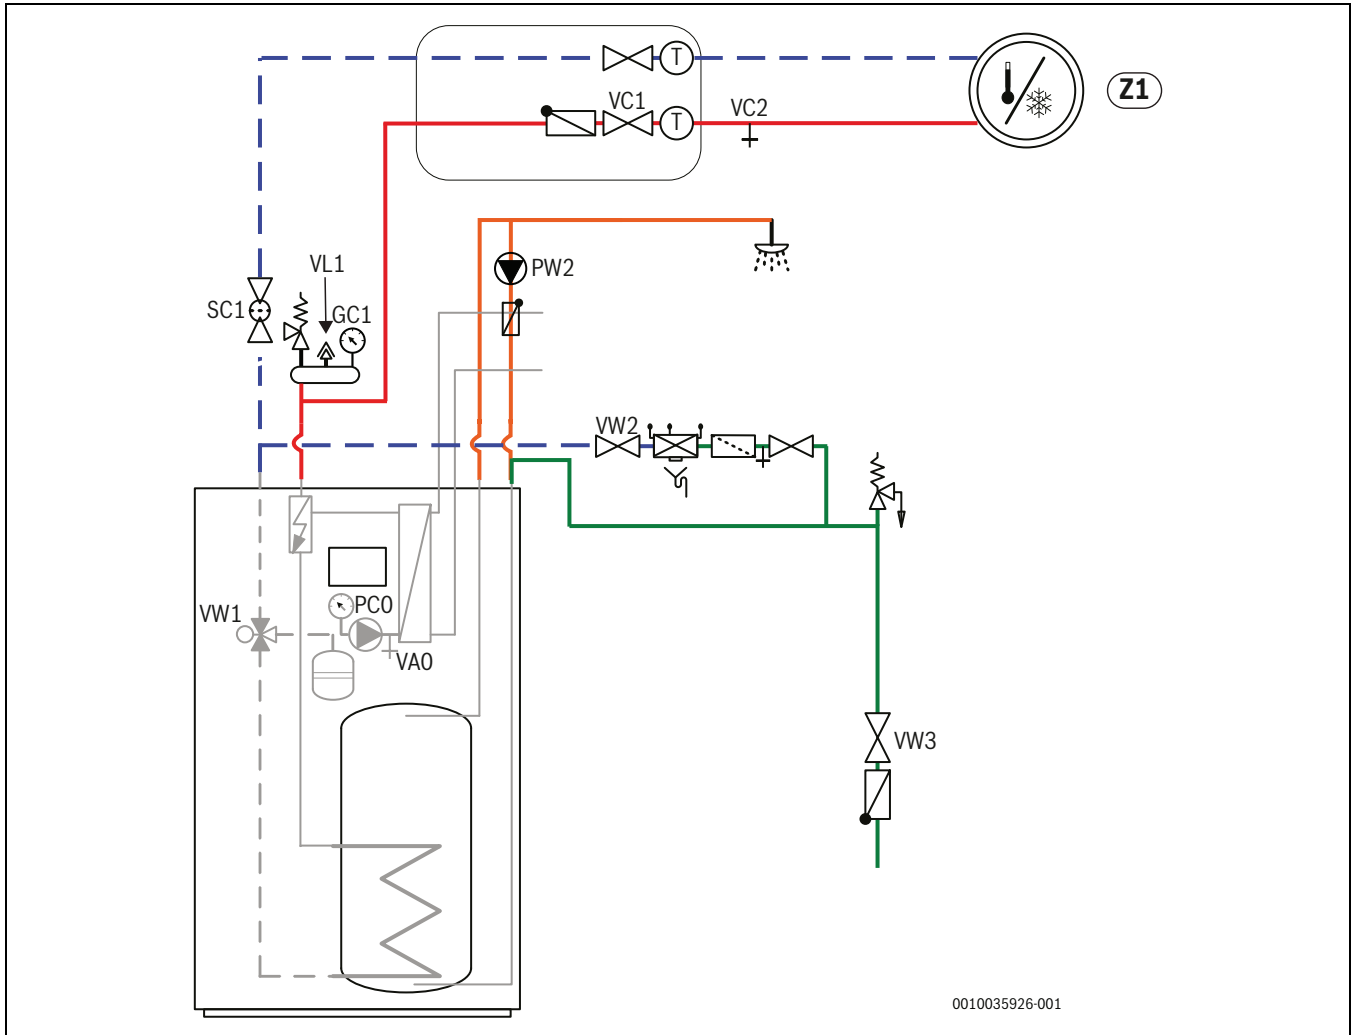 T
Z1
VC1
VC2
T
VL1
PW2
SC1
GC1
VW2
PC0
VW1
VA0
VW3
0010035926-001